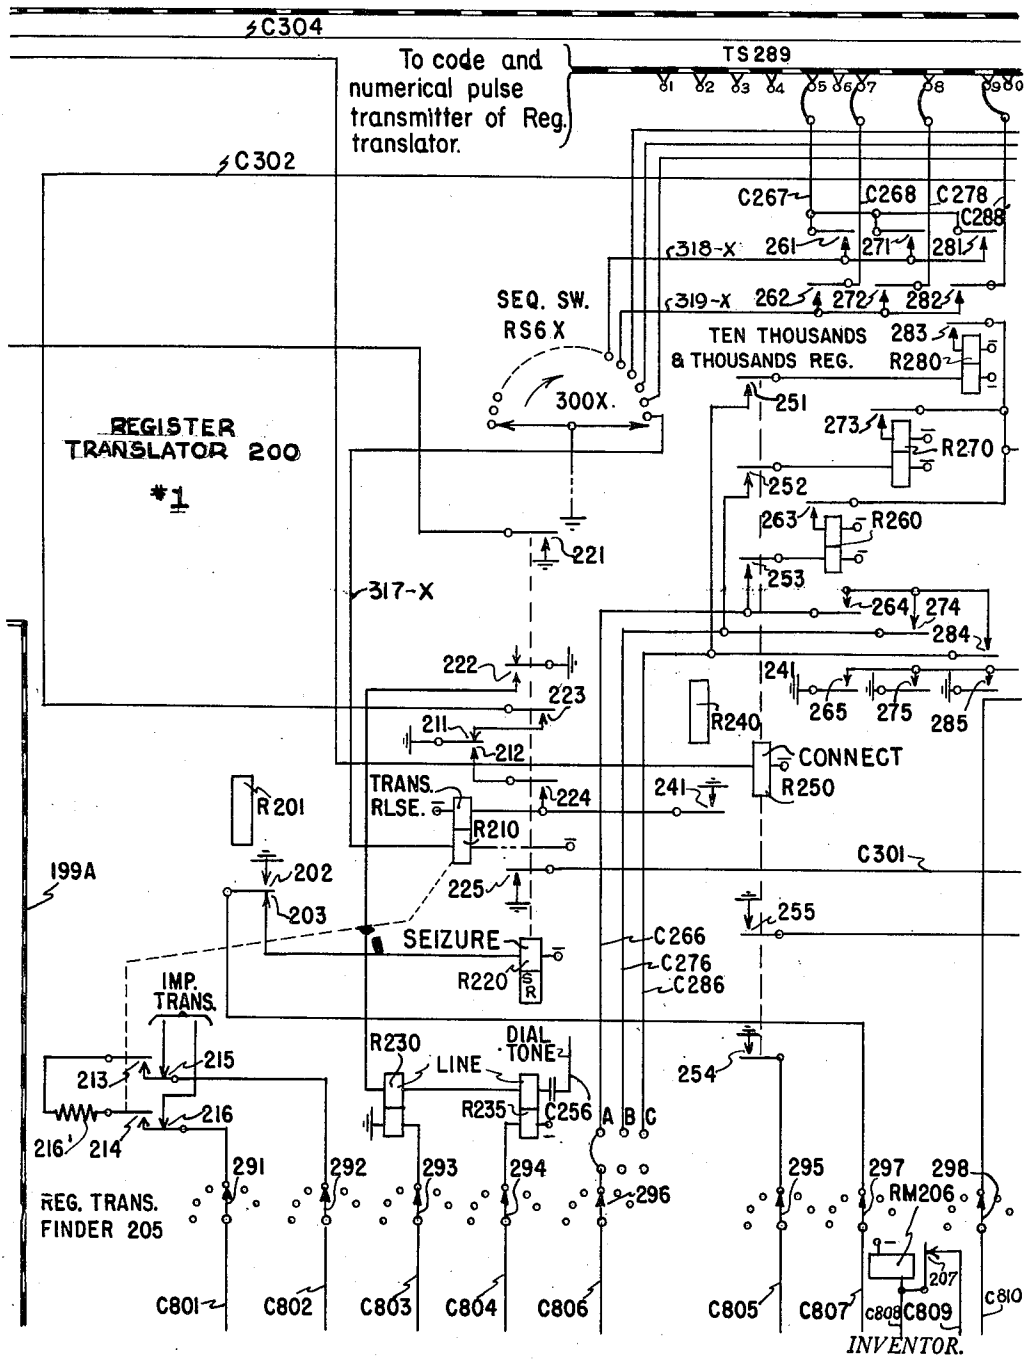 C304
To code and
numerical pulse
transmitter of Reg.
translator.
TS289
1 2 3 4 5 6 7 8 9 0
C302
C267 C268 C278
C288
261 271 281
318-X
262 272 282
319-X
SEQ. SW.
RS6X
300X
TEN THOUSANDS
& THOUSANDS REG.
283
R280
251
273
R270
REGISTER
TRANSLATOR 200
#1
252
263 R260
221
253
317-X
264 274
284
222
223
241
265 275 285
211
212
R240
CONNECT
R250
TRANS.
RLSE.
224
241
R201
R210
C301
199A
202
225
203
255
SEIZURE
C266
R220
S
R
C276
C286
IMP.
TRANS.
R230
LINE
DIAL
TONE
254
213 215
R235
C256
A B C
216' 214 216
291 292 293 294 296 295 297 298
REG. TRANS.
FINDER 205
RM206
207
C801 C802 C803 C804 C806 C805 C807 C808 C809 C810
INVENTOR.